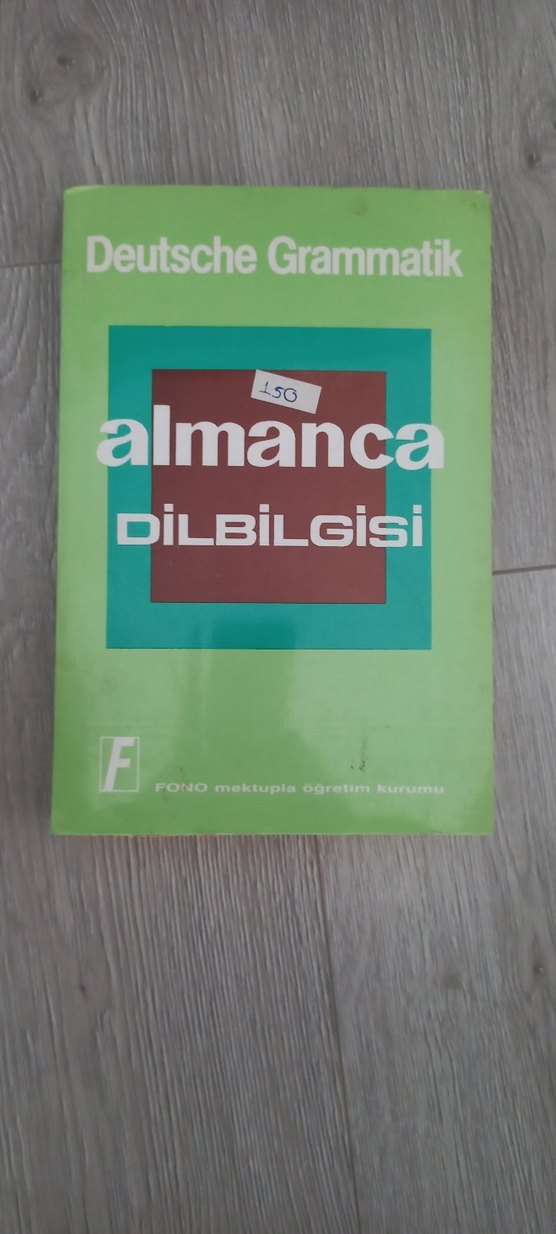 Deutsche Grammatik
150
almanca
DİLBİLGİSİ
F
FONO mektupla öğretim kurumu